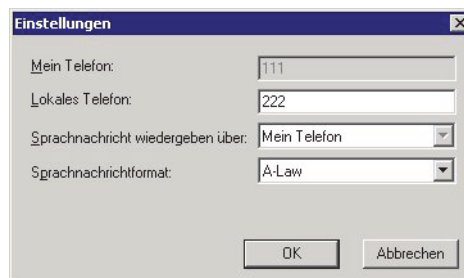 Einstellungen
Mein Telefon: 111
Lokales Telefon: 222
Sprachnachricht wiedergeben über: Mein Telefon
Sprachnachrichtformat: A-Law
OK Abbrechen